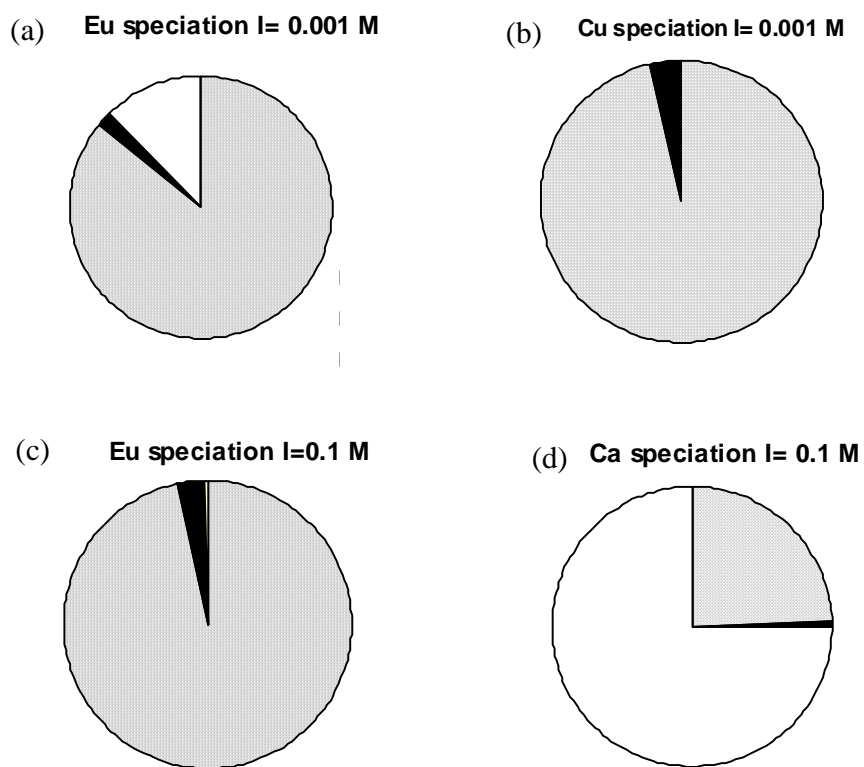 (a) Eu speciation I= 0.001 M
(b) Cu speciation I= 0.001 M
(c) Eu speciation I=0.1 M
(d) Ca speciation I= 0.1 M